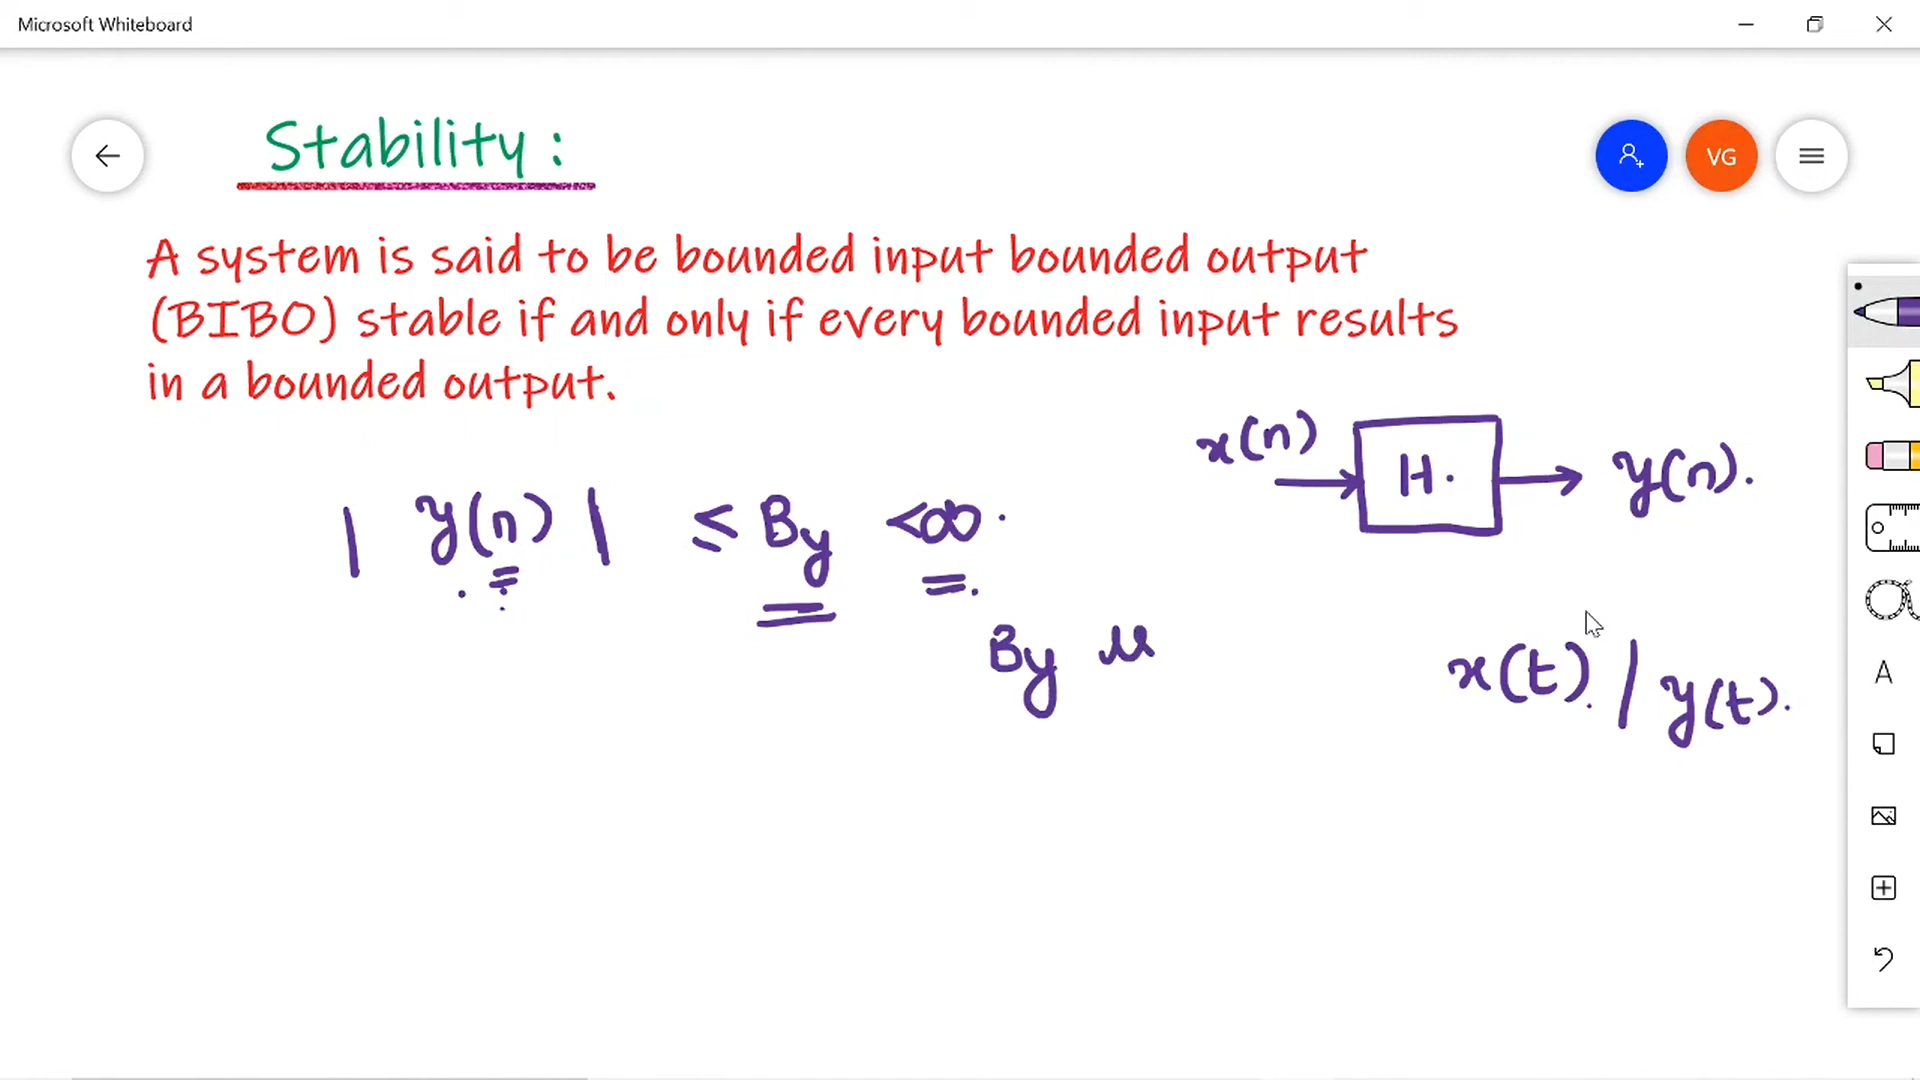 Microsoft Whiteboard
Stability :
VG
A system is said to be bounded input bounded output
(BIBO) stable if and only if every bounded input results
in a bounded output.
x(n) H. y(n).
| y(n) | ≤ By <∞.
By
x(t). / y(t).
A